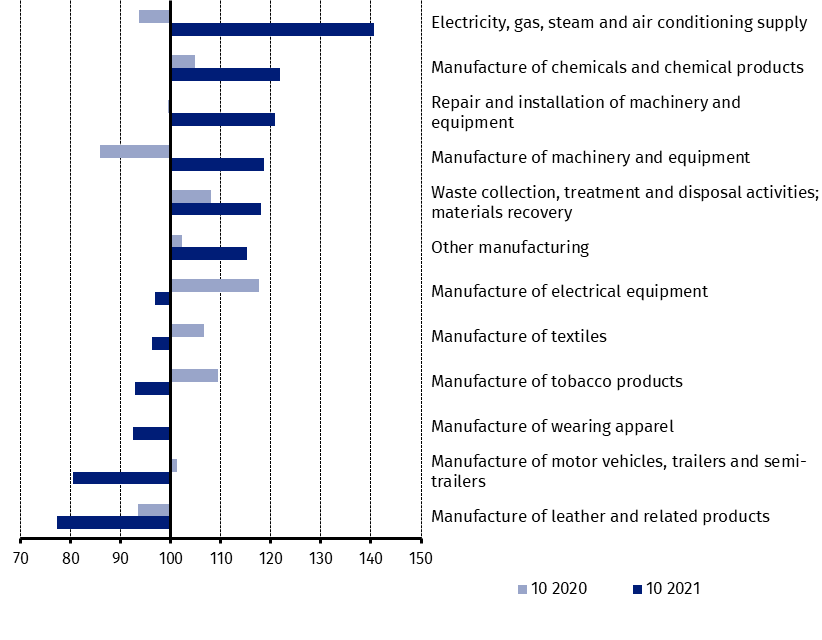 Electricity, gas, steam and air conditioning supply
Manufacture of chemicals and chemical products
Repair and installation of machinery and
equipment
Manufacture of machinery and equipment
Waste collection, treatment and disposal activities;
materials recovery
Other manufacturing
Manufacture of electrical equipment
Manufacture of textiles
Manufacture of tobacco products
Manufacture of wearing apparel
Manufacture of motor vehicles, trailers and semi-
trailers
Manufacture of leather and related products
70 80 90 100 110 120 130 140 150
10 2020 10 2021